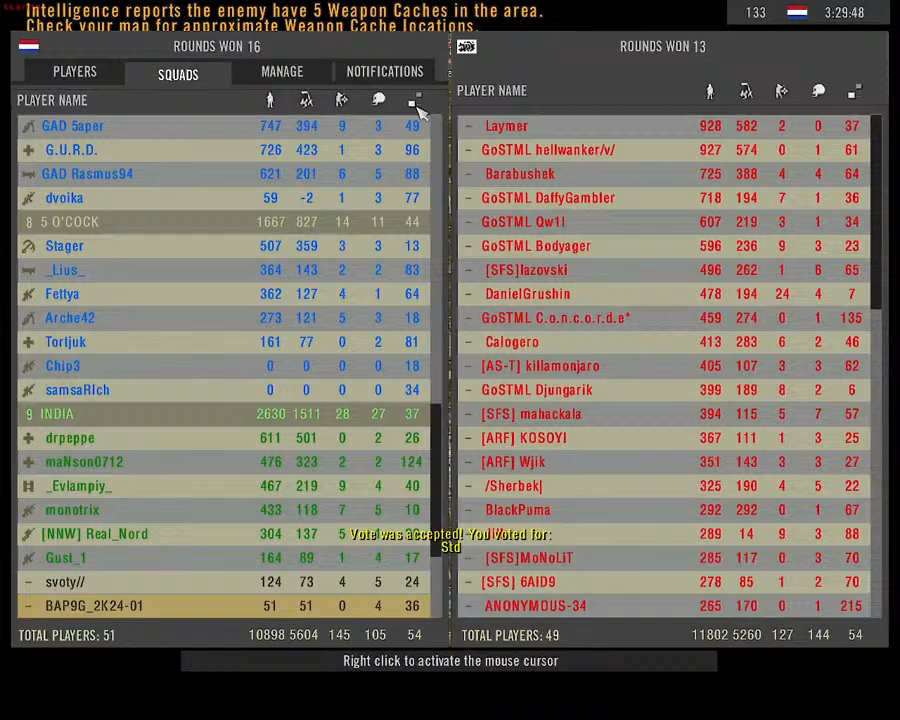 Intelligence reports the enemy have 5 Weapon Caches in the area.
Check your map for approximate Weapon Cache locations.
133 3:29:48
ROUNDS WON 16
PLAYERS SQUADS MANAGE NOTIFICATIONS
PLAYER NAME
GAD 5aper 747 394 9 3 49
G.U.R.D. 726 423 1 3 96
GAD Rasmus94 621 201 6 5 88
dvoika 59 -2 1 3 77
8 5 O'COCK 1667 827 14 11 44
Stager 507 359 3 3 13
_Lius_ 364 143 2 2 83
Fettya 362 127 4 1 64
Arche42 273 121 5 3 18
Tortjuk 161 77 0 2 81
Chip3 0 0 0 0 18
samsaRIch 0 0 0 0 34
9 INDIA 2630 1511 28 27 37
drpeppe 611 501 0 2 26
maNson0712 476 323 2 2 124
_Evlampiy_ 467 219 9 4 40
monotrix 433 118 7 5 10
[NNW] Real_Nord 304 137 5
Gust_1 164 89 1 4 17
svoty// 124 73 4 5 24
BAP9G_2K24-01 51 51 0 4 36
TOTAL PLAYERS: 51 10898 5604 145 105 54
ROUNDS WON 13
PLAYER NAME
Laymer 928 582 2 0 37
GoSTML hellwanker/v/ 927 574 0 1 61
Barabushek 725 388 4 4 64
GoSTML DaffyGambler 718 194 7 1 36
GoSTML Qw1l 607 219 3 1 34
GoSTML Bodyager 596 236 9 3 23
[SFS]lazovski 496 262 1 6 65
DanielGrushin 478 194 24 4 7
GoSTML C.o.n.c.o.r.d.e* 459 274 0 1 135
Calogero 413 283 6 2 46
[AS-T] killamonjaro 405 107 3 3 62
GoSTML Djungarik 399 189 8 2 6
[SFS] mahackala 394 115 5 7 57
[ARF] KOSOYI 367 111 1 3 25
[ARF] Wjik 351 143 3 3 27
/Sherbek| 325 190 4 5 22
BlackPuma 292 292 0 1 67
289 14 9 3 88
[SFS]MoNoLiT 285 117 0 3 70
[SFS] 6AID9 278 85 1 2 70
ANONYMOUS-34 265 170 0 1 215
TOTAL PLAYERS: 49 11802 5260 127 144 54
Vote was accepted! You Voted for:
Std
Right click to activate the mouse cursor